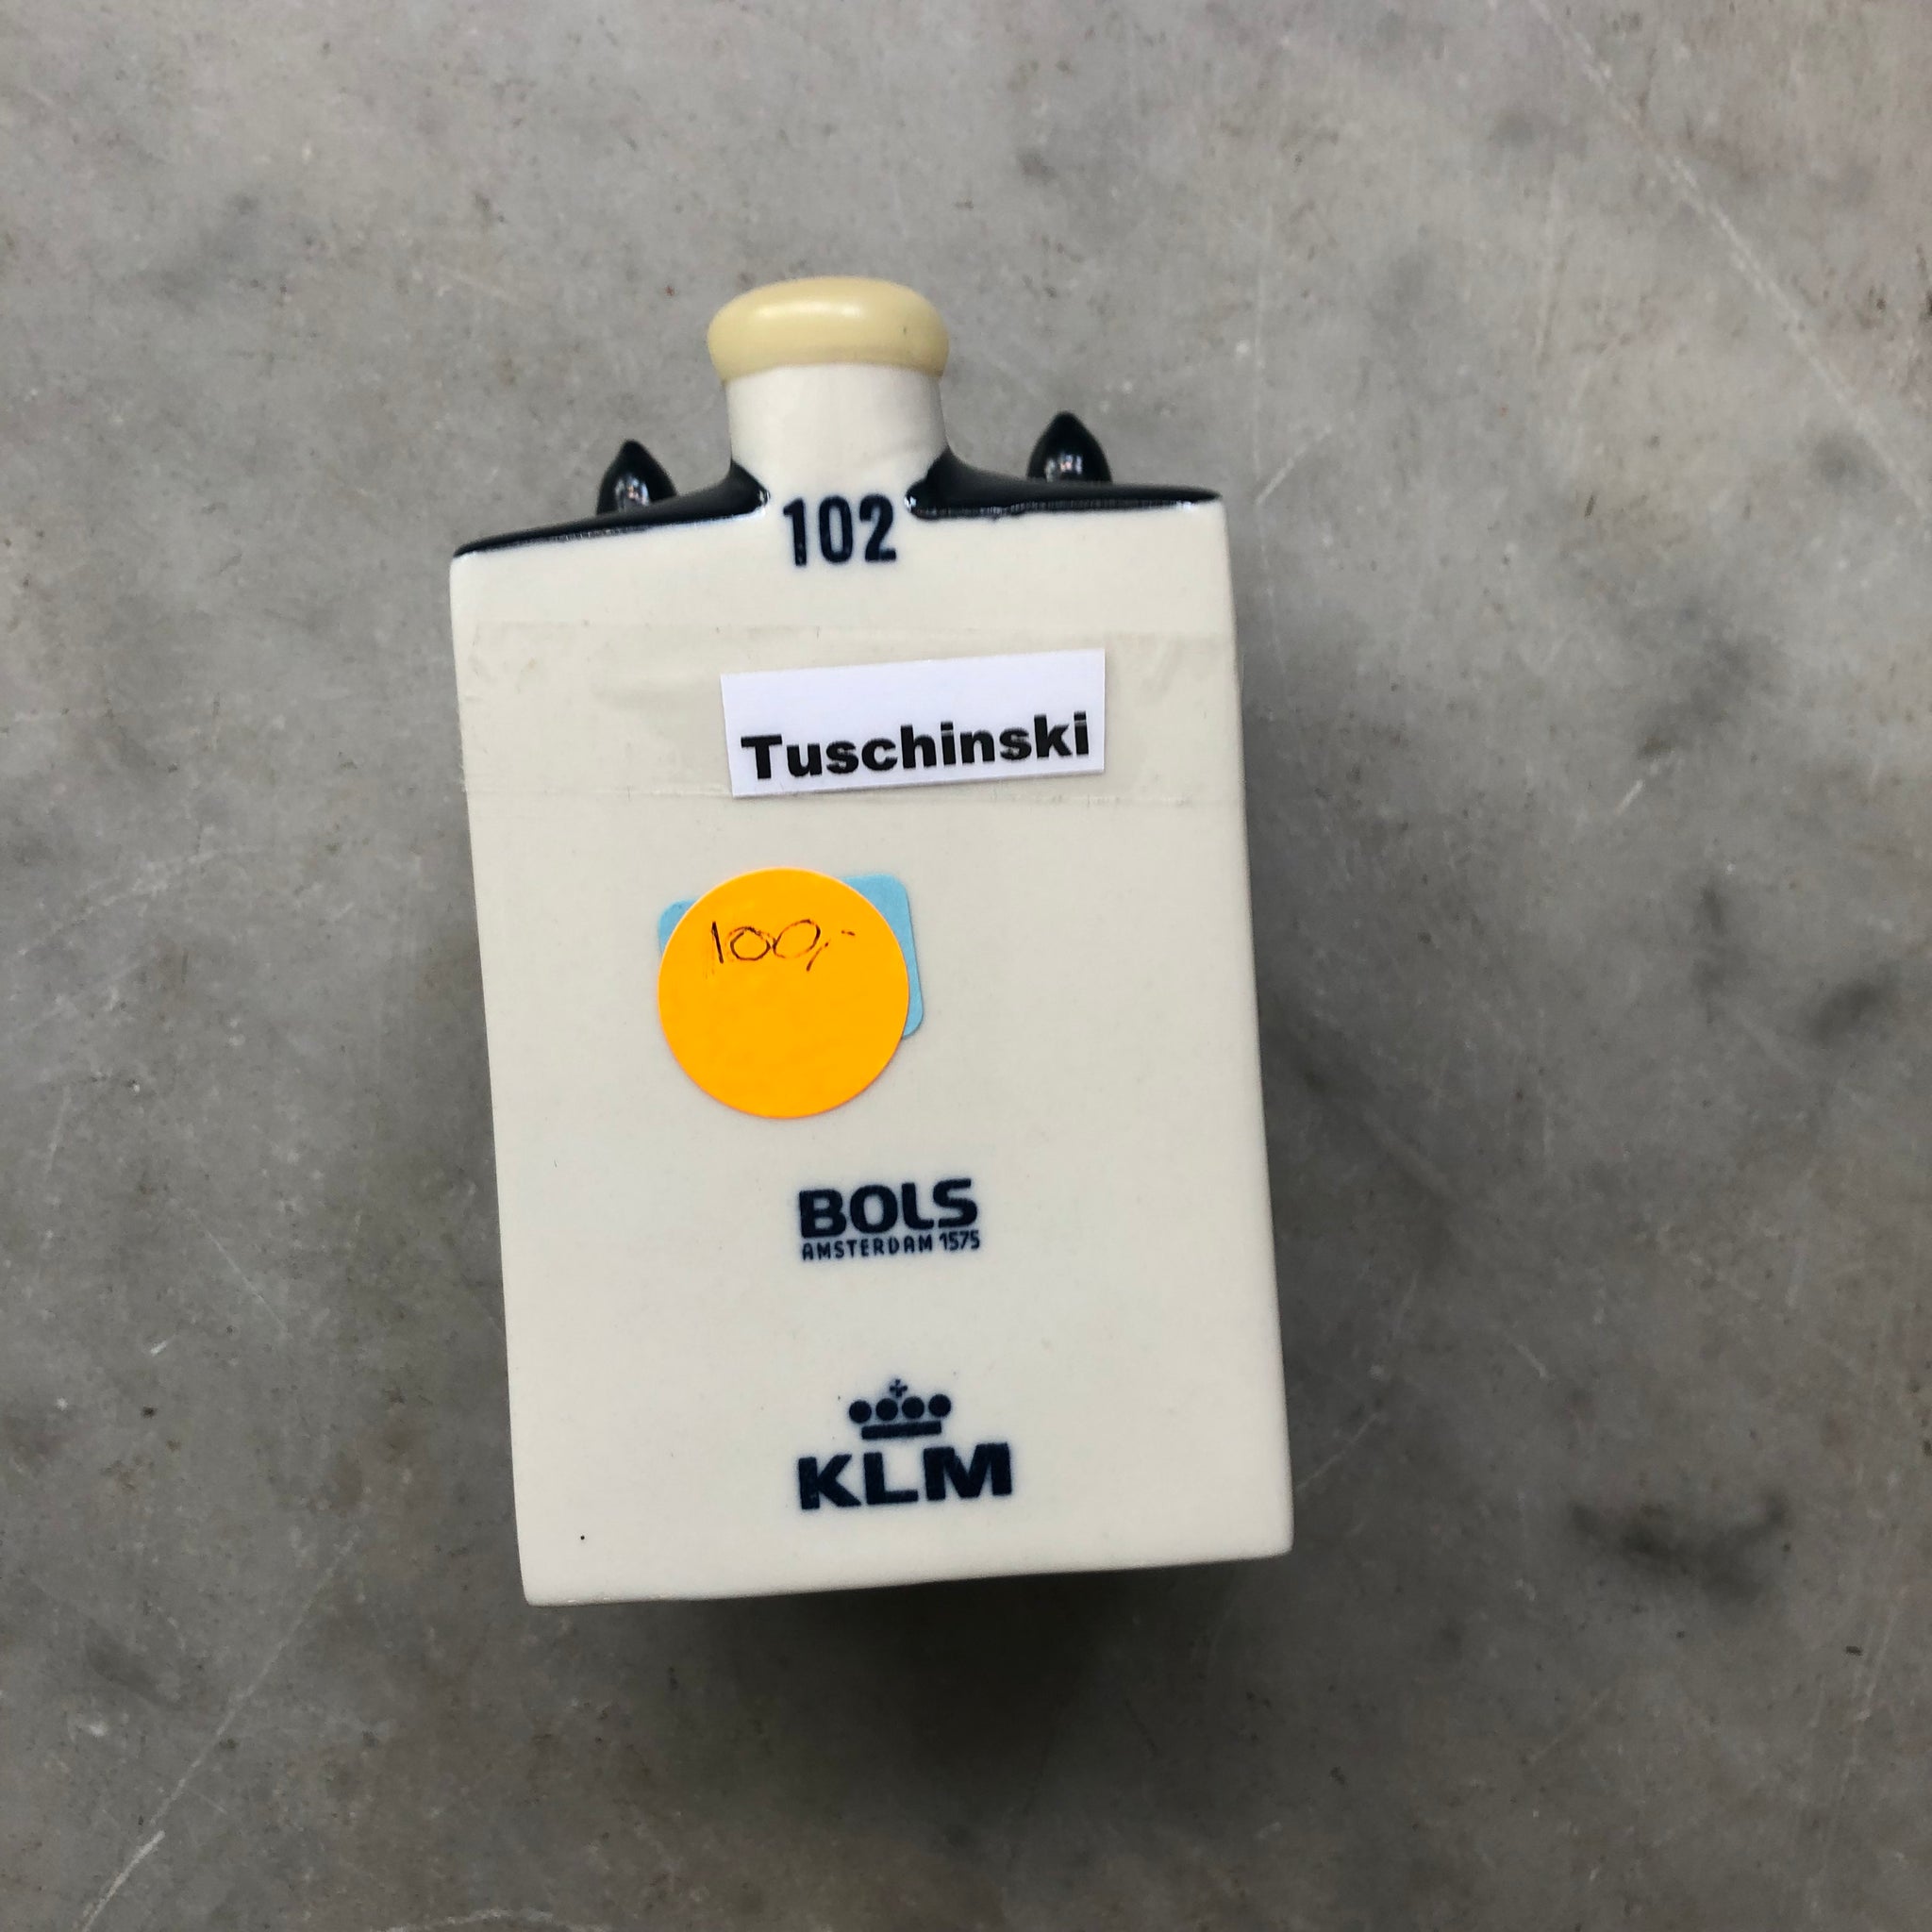 102
Tuschinski
100,-
BOLS
AMSTERDAM 1575
KLM